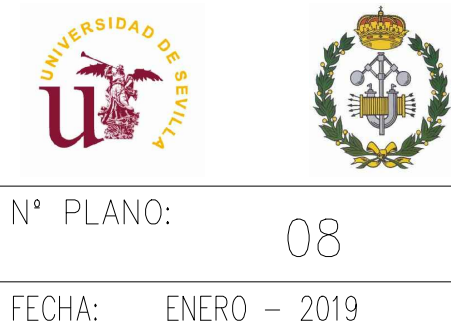 UNIVERSIDAD DE SEVILLA
U
Nº PLANO: 08
FECHA: ENERO - 2019